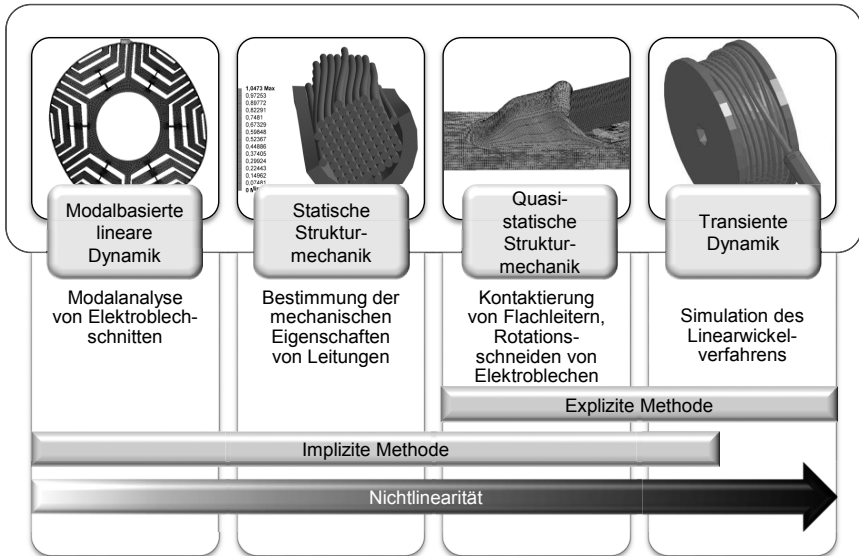 1,0473 Max
0,97253
0,89772
0,82291
0,7481
0,67329
0,59848
0,52367
0,44886
0,37405
0,29924
0,22443
0,14962
Modalbasierte
lineare
Dynamik
Statische
Struktur-
mechanik
Quasi-
statische
Struktur-
mechanik
Transiente
Dynamik
Modalanalyse
von Elektroblech-
schnitten
Bestimmung der
mechanischen
Eigenschaften
von Leitungen
Kontaktierung
von Flachleitern,
Rotations-
schneiden von
Elektroblechen
Simulation des
Linearwickel-
verfahrens
Explizite Methode
Implizite Methode
Nichtlinearität